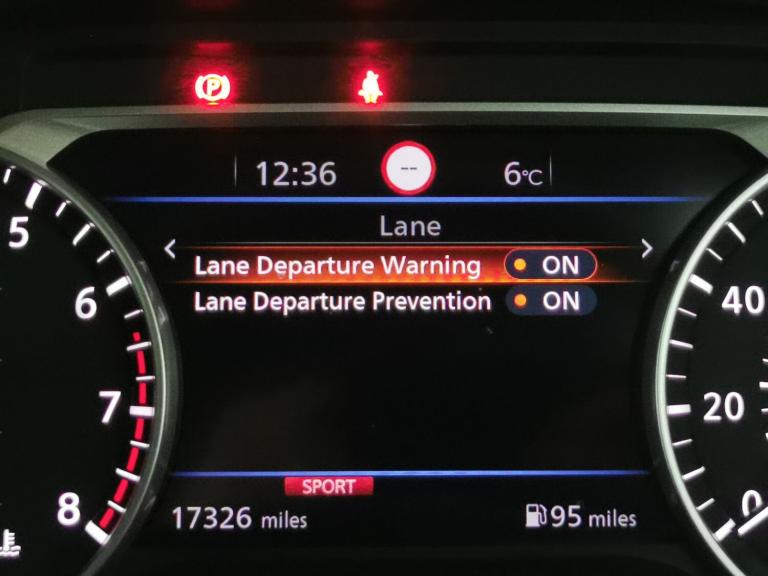 P
12:36
--
6°C
Lane
Lane Departure Warning ON
Lane Departure Prevention ON
5
6
7
8
40
20
0
SPORT
17326 miles
95 miles